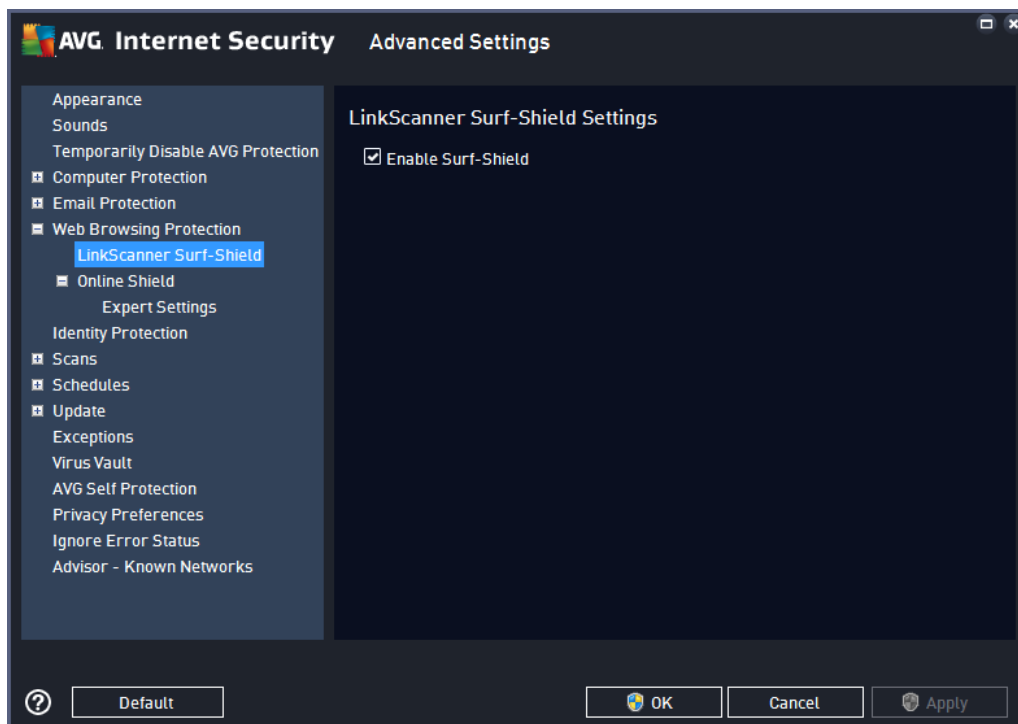 AVG. Internet Security Advanced Settings
Appearance
Sounds
Temporarily Disable AVG Protection
Computer Protection
Email Protection
Web Browsing Protection
LinkScanner Surf-Shield
Online Shield
Expert Settings
Identity Protection
Scans
Schedules
Update
Exceptions
Virus Vault
AVG Self Protection
Privacy Preferences
Ignore Error Status
Advisor - Known Networks
LinkScanner Surf-Shield Settings
Enable Surf-Shield
? Default OK Cancel Apply